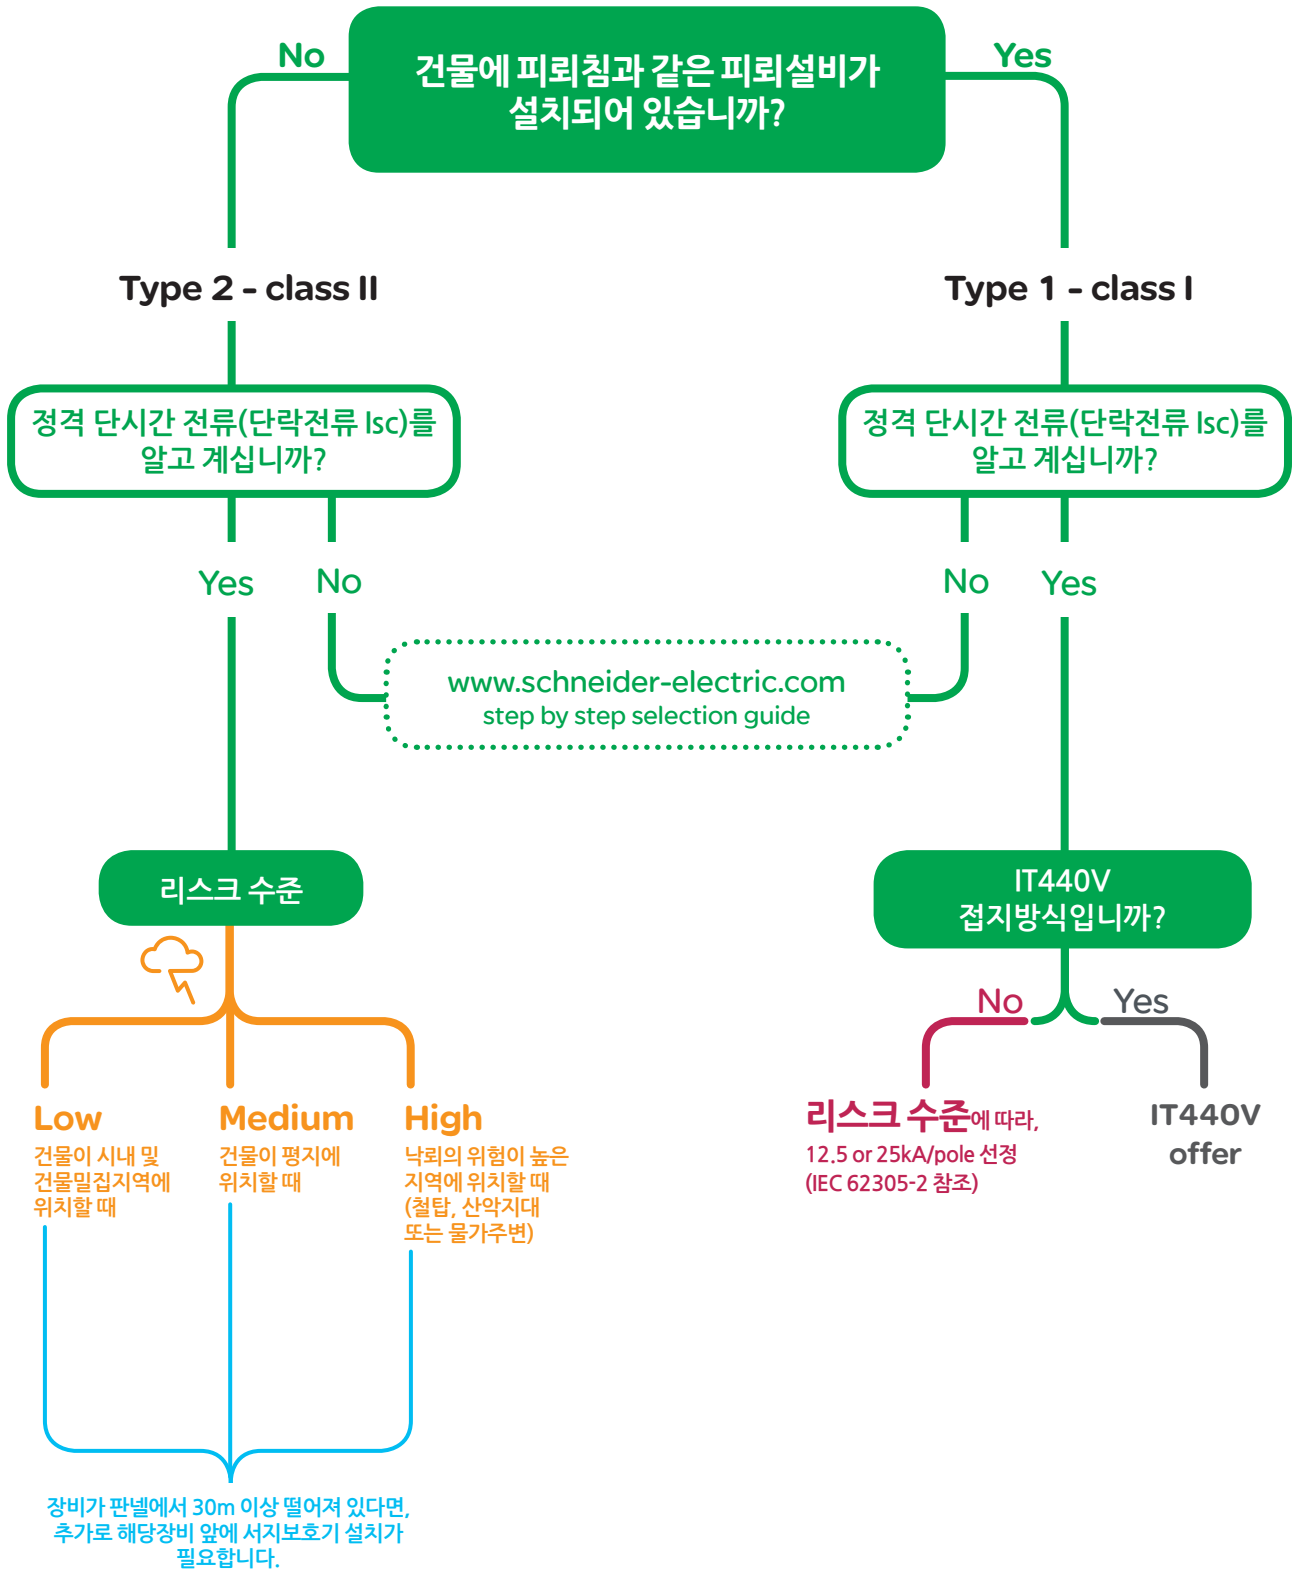 No
건물에 피뢰침과 같은 피뢰설비가
설치되어 있습니까?
Yes
Type 2 - class II
Type 1 - class I
정격 단시간 전류(단락전류 Isc)를
알고 계십니까?
정격 단시간 전류(단락전류 Isc)를
알고 계십니까?
Yes
No
No
Yes
www.schneider-electric.com
step by step selection guide
리스크 수준
IT440V
접지방식입니까?
No
Yes
Low
건물이 시내 및
건물밀집지역에
위치할 때
Medium
건물이 평지에
위치할 때
High
낙뢰의 위험이 높은
지역에 위치할 때
(철탑, 산악지대
또는 물가주변)
리스크 수준에 따라,
12.5 or 25kA/pole 선정
(IEC 62305-2 참조)
IT440V
offer
장비가 판넬에서 30m 이상 떨어져 있다면,
추가로 해당장비 앞에 서지보호기 설치가
필요합니다.